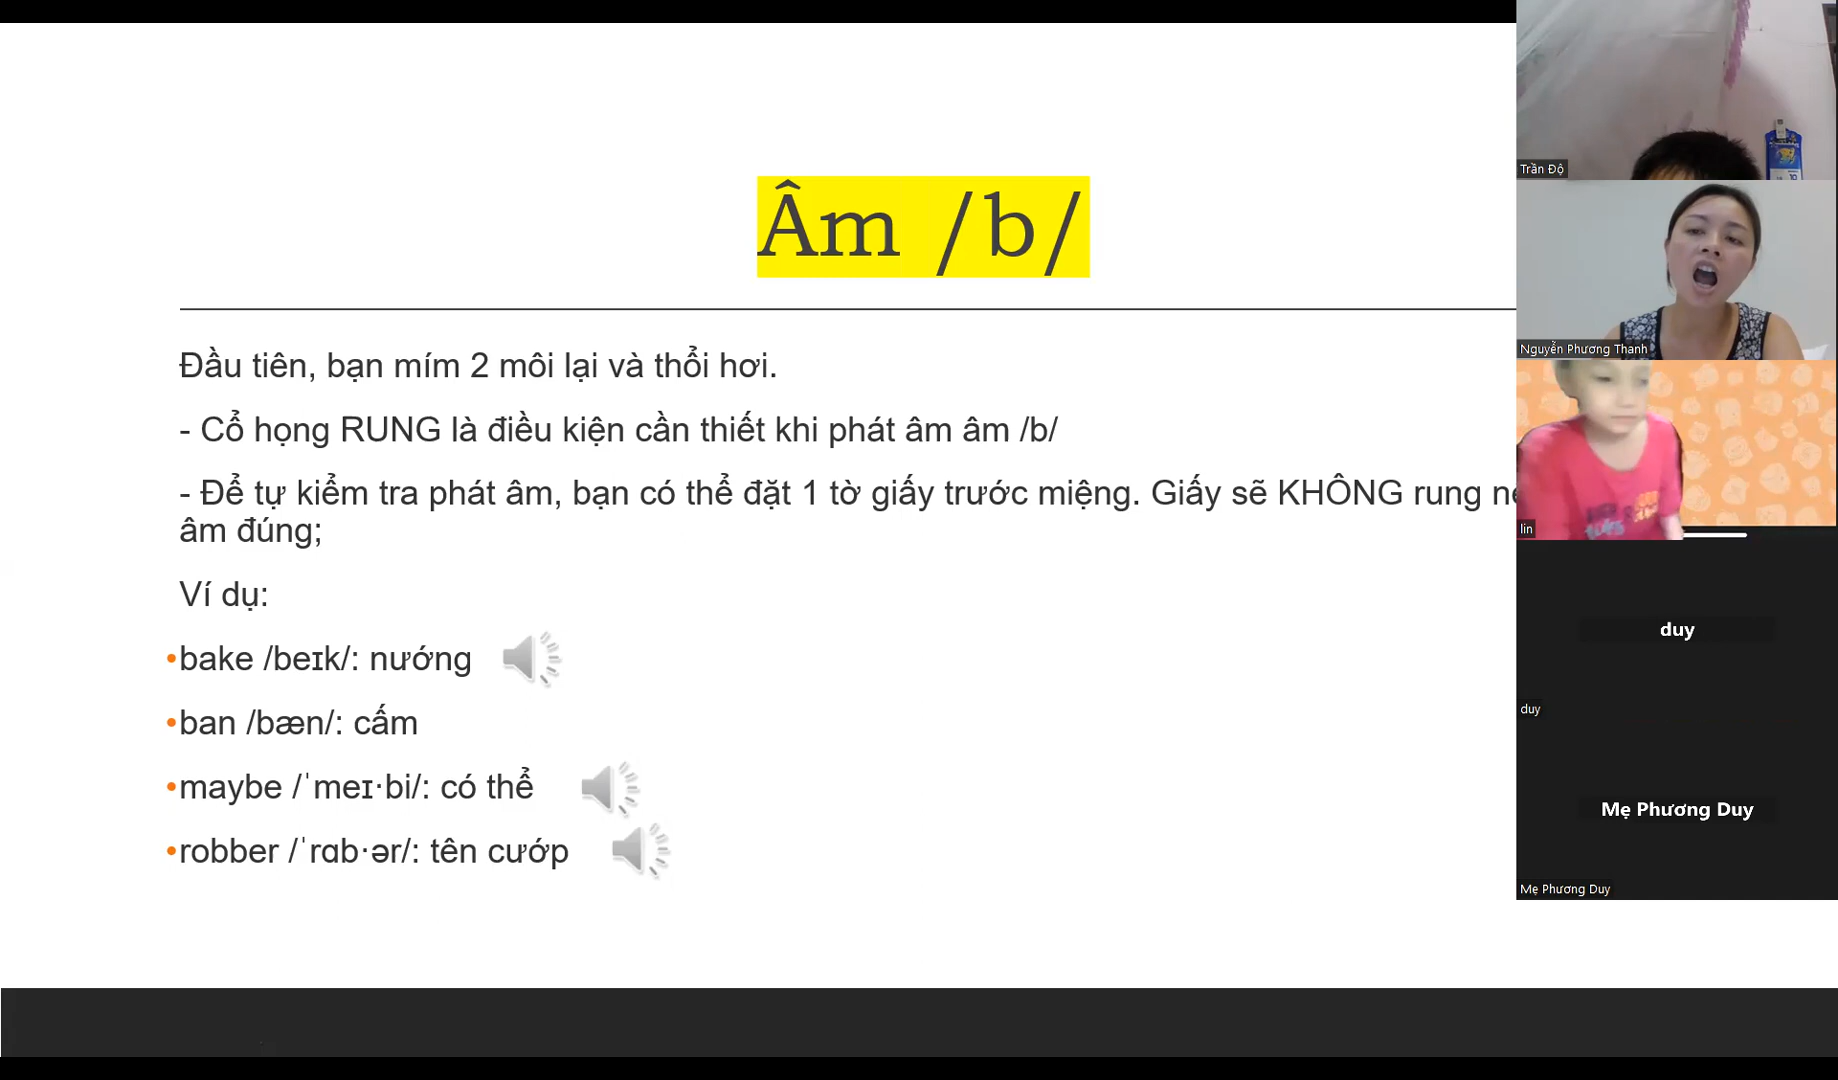 Âm /b/
Đầu tiên, bạn mím 2 môi lại và thổi hơi.
- Cổ họng RUNG là điều kiện cần thiết khi phát âm âm /b/
- Để tự kiểm tra phát âm, bạn có thể đặt 1 tờ giấy trước miệng. Giấy sẽ KHÔNG rung
âm đúng;
Ví dụ:
•bake /beɪk/: nướng
•ban /bæn/: cấm
•maybe /ˈmeɪ·bi/: có thể
•robber /ˈrɑb·ər/: tên cướp
Trần Độ
Nguyễn Phương Thanh
lin
duy
duy
Mẹ Phương Duy
Mẹ Phương Duy